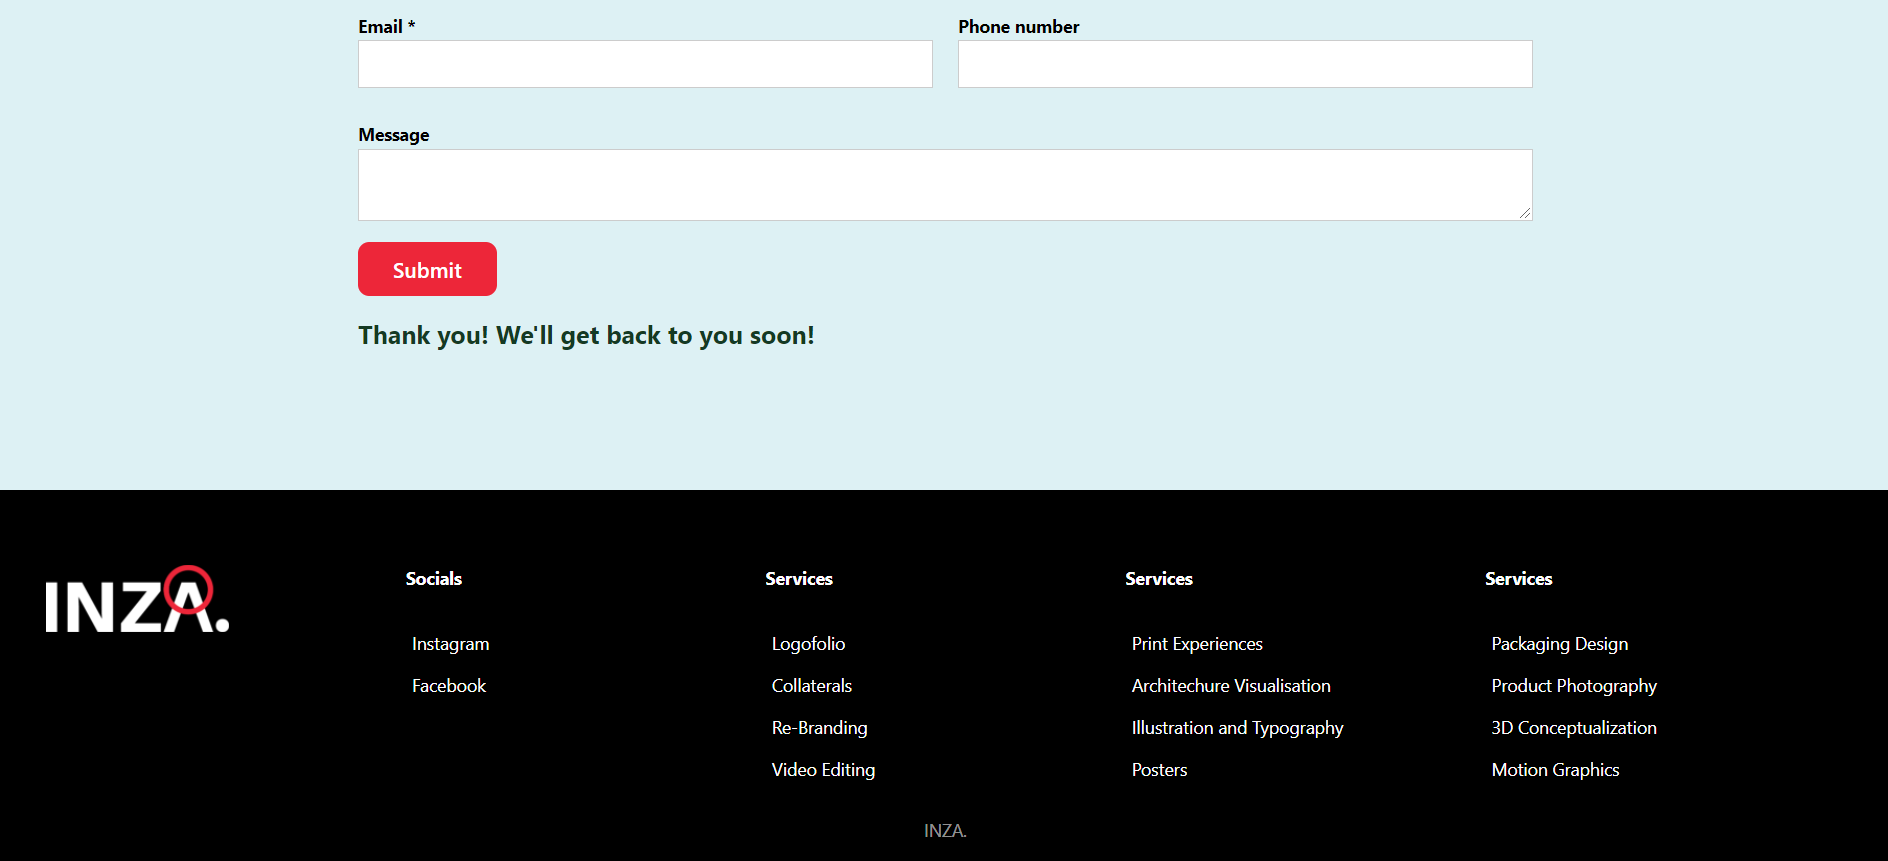 Email *
Phone number
Message
Submit
Thank you! We'll get back to you soon!
INZA.
Socials
Instagram
Facebook
Services
Logofolio
Collaterals
Re-Branding
Video Editing
Services
Print Experiences
Architechure Visualisation
Illustration and Typography
Posters
Services
Packaging Design
Product Photography
3D Conceptualization
Motion Graphics
INZA.